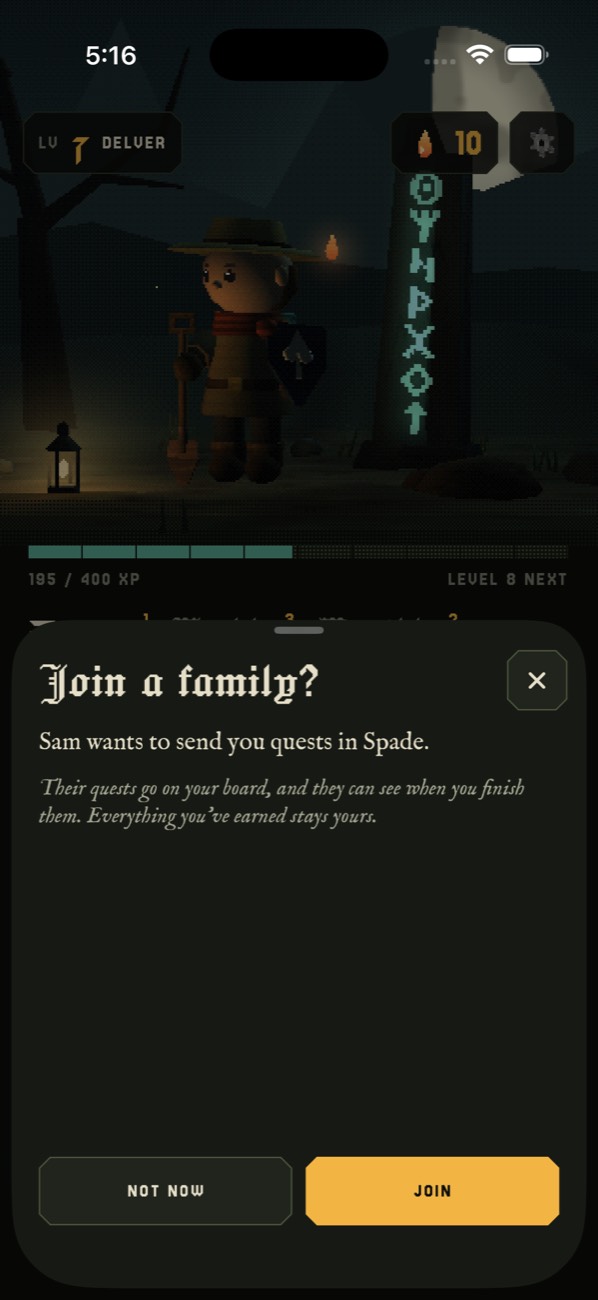 5:16
LV 7 DELVER
10
195 / 400 XP
LEVEL 8 NEXT
Join a family?
Sam wants to send you quests in Spade.
Their quests go on your board, and they can see when you finish
them. Everything you've earned stays yours.
NOT NOW
JOIN